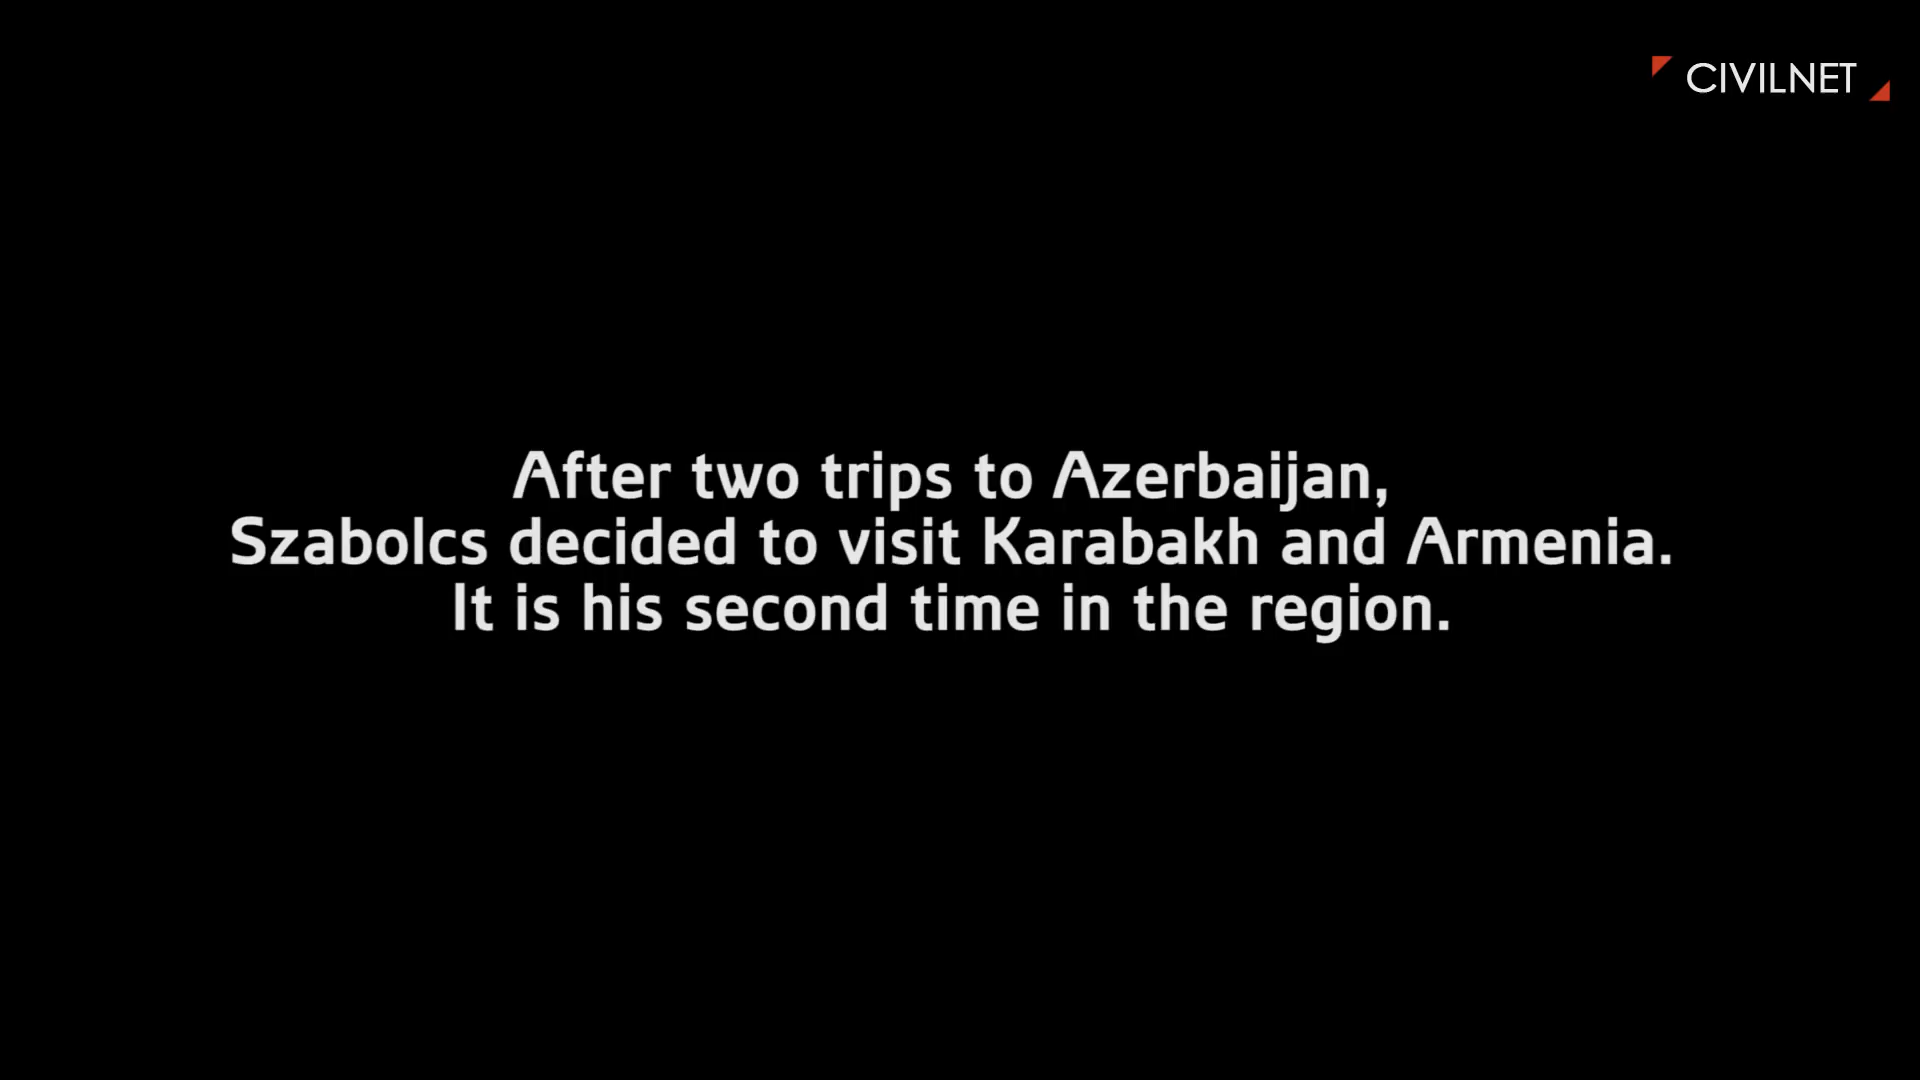 CIVILNET
After two trips to Azerbaijan,
Szabolcs decided to visit Karabakh and Armenia.
It is his second time in the region.